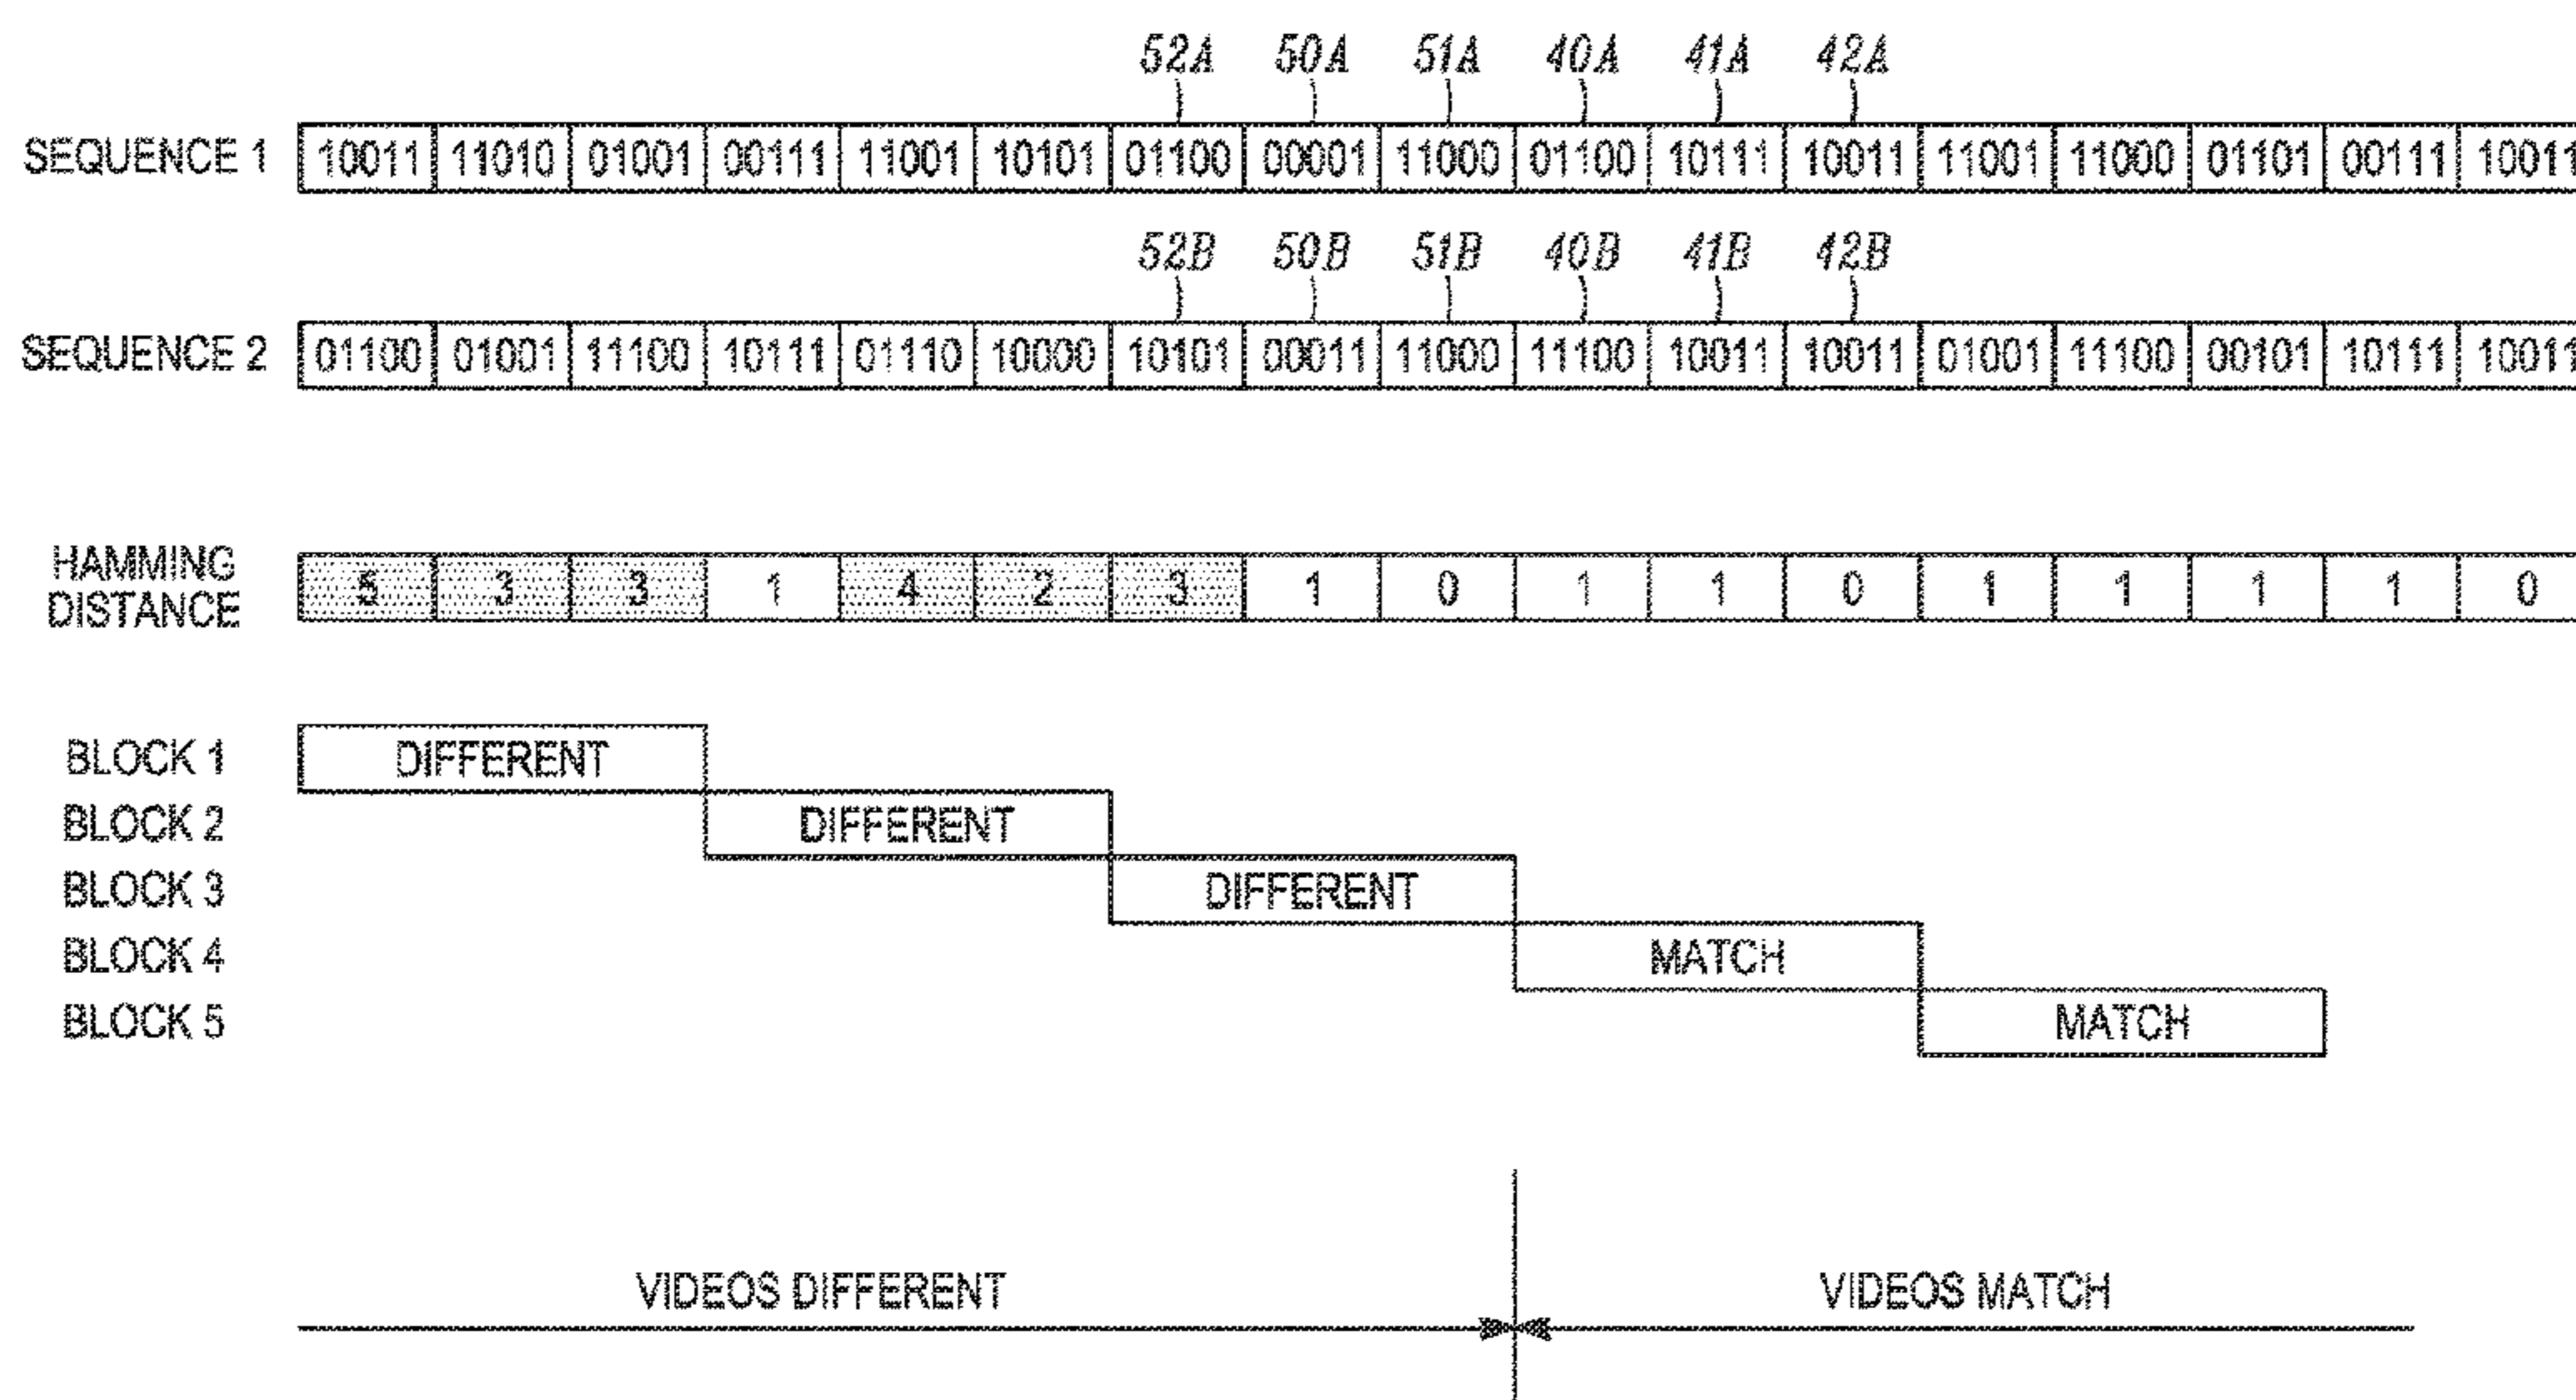 52A 50A 51A 40A 41A 42A
SEQUENCE 1 10011 11010 01001 00111 11001 10101 01100 00001 11000 01100 10111 10011 11001 11000 01101 00111 10011
52B 50B 51B 40B 41B 42B
SEQUENCE 2 01100 01001 11100 10111 01110 10000 10101 00011 11000 11100 10011 10011 01001 11100 00101 10111 10011
HAMMING
DISTANCE 5 3 3 1 4 2 3 1 0 1 1 0 1 1 1 1 0
BLOCK 1 DIFFERENT
BLOCK 2 DIFFERENT
BLOCK 3 DIFFERENT
BLOCK 4 MATCH
BLOCK 5 MATCH
VIDEOS DIFFERENT VIDEOS MATCH